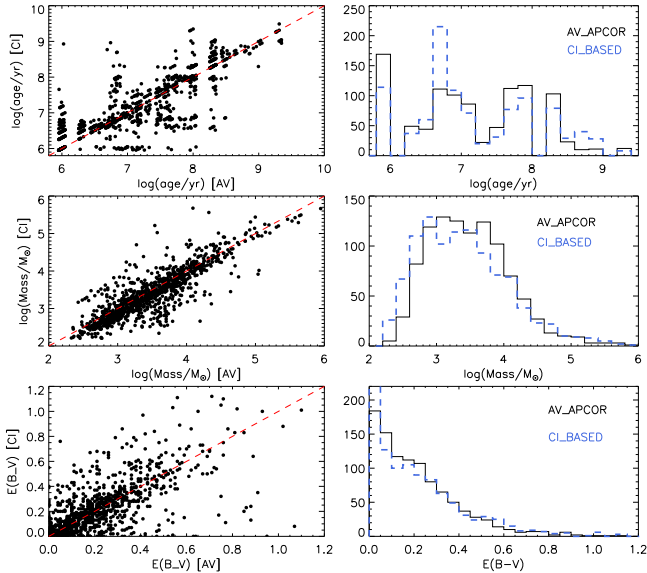 10
9
8
7
6
log(age/yr) [CI]
6 7 8 9 10
log(age/yr) [AV]
250
200
150
100
50
0
AV_APCOR
CI_BASED
6 7 8 9
log(age/yr)
6
5
4
3
2
log(Mass/M☉) [CI]
2 3 4 5 6
log(Mass/M☉) [AV]
150
100
50
0
AV_APCOR
CI_BASED
2 3 4 5 6
log(Mass/M☉)
1.2
1.0
0.8
0.6
0.4
0.2
0.0
E(B_V) [CI]
0.0 0.2 0.4 0.6 0.8 1.0 1.2
E(B_V) [AV]
200
150
100
50
0
AV_APCOR
CI_BASED
0.0 0.2 0.4 0.6 0.8 1.0 1.2
E(B-V)